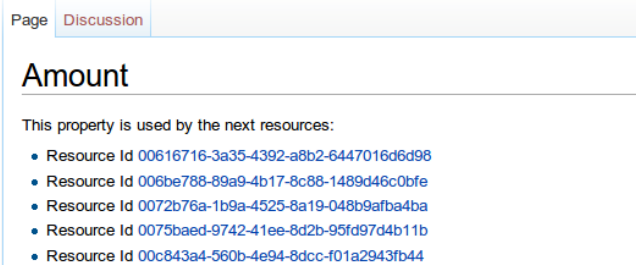 Page Discussion
Amount
This property is used by the next resources:
Resource Id 00616716-3a35-4392-a8b2-6447016d6d98
Resource Id 006be788-89a9-4b17-8c88-1489d46c0bfe
Resource Id 0072b76a-1b9a-4525-8a19-048b9afba4ba
Resource Id 0075baed-9742-41ee-8d2b-95fd97d4b11b
Resource Id 00c843a4-560b-4e94-8dcc-f01a2943fb44